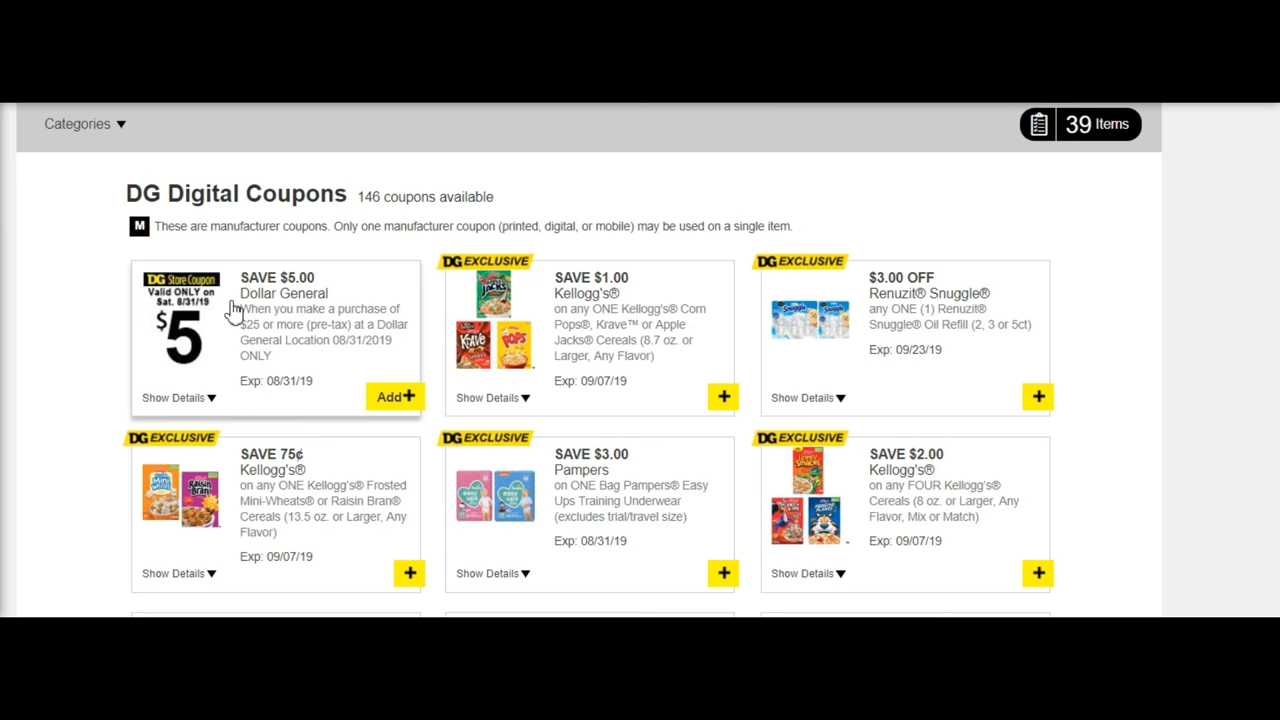 Categories ▼
39 Items
DG Digital Coupons 146 coupons available
M These are manufacturer coupons. Only one manufacturer coupon (printed, digital, or mobile) may be used on a single item.
DG Store Coupon
Valid ONLY on
Sat. 8/31/19
$5
SAVE $5.00
Dollar General
When you make a purchase of
$25 or more (pre-tax) at a Dollar
General Location 08/31/2019
ONLY
Exp: 08/31/19
Show Details ▼
Add+
DG EXCLUSIVE
SAVE $1.00
Kellogg's®
on any ONE Kellogg's® Corn
Pops®, Krave™ or Apple
Jacks® Cereals (8.7 oz. or
Larger, Any Flavor)
Exp: 09/07/19
Show Details ▼
+
DG EXCLUSIVE
$3.00 OFF
Renuzit® Snuggle®
any ONE (1) Renuzit®
Snuggle® Oil Refill (2, 3 or 5ct)
Exp: 09/23/19
Show Details ▼
+
DG EXCLUSIVE
SAVE 75¢
Kellogg's®
on any ONE Kellogg's® Frosted
Mini-Wheats® or Raisin Bran®
Cereals (13.5 oz. or Larger, Any
Flavor)
Exp: 09/07/19
Show Details ▼
+
DG EXCLUSIVE
SAVE $3.00
Pampers
on ONE Bag Pampers® Easy
Ups Training Underwear
(excludes trial/travel size)
Exp: 08/31/19
Show Details ▼
+
DG EXCLUSIVE
SAVE $2.00
Kellogg's®
on any FOUR Kellogg's®
Cereals (8 oz. or Larger, Any
Flavor, Mix or Match)
Exp: 09/07/19
Show Details ▼
+